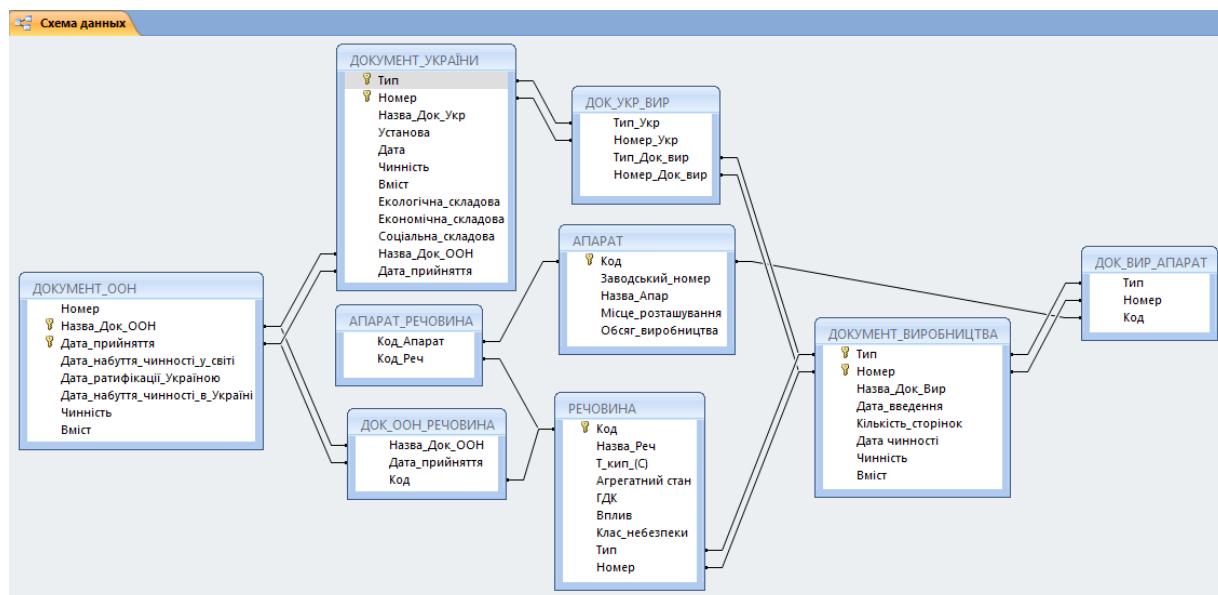 Схема данных
ДОКУМЕНТ_УКРАЇНИ
Тип
Номер
Назва_Док_Укр
Установа
Дата
Чинність
Вміст
Екологічна_складова
Економічна_складова
Соціальна_складова
Назва_Док_ООН
Дата_прийняття
ДОК_УКР_ВИР
Тип_Укр
Номер_Укр
Тип_Док_вир
Номер_Док_вир
АПАРАТ
Код
Заводський_номер
Назва_Апар
Місце_розташування
Обсяг_виробництва
ДОК_ВИР_АПАРАТ
Тип
Номер
Код
ДОКУМЕНТ_ООН
Номер
Назва_Док_ООН
Дата_прийняття
Дата_набуття_чинності_у_світі
Дата_ратифікації_Україною
Дата_набуття_чинності_в_Україні
Чинність
Вміст
АПАРАТ_РЕЧОВИНА
Код_Апарат
Код_Реч
ДОКУМЕНТ_ВИРОБНИЦТВА
Тип
Номер
Назва_Док_Вир
Дата_введення
Кількість_сторінок
Дата чинності
Чинність
Вміст
ДОК_ООН_РЕЧОВИНА
Назва_Док_ООН
Дата_прийняття
Код
РЕЧОВИНА
Код
Назва_Реч
Т_кип_(С)
Агрегатний стан
ГДК
Вплив
Клас_небезпеки
Тип
Номер